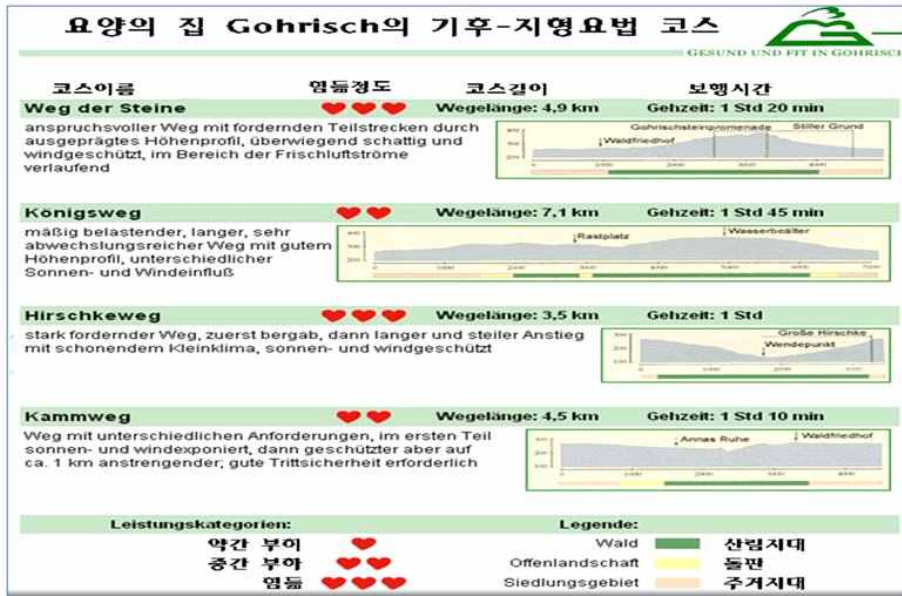 요양의 집 Gohrisch의 기후-지형요법 코스
GESUND UND FIT IN GOHRISCH
코스이름 힘듦정도 코스길이 보행시간
Weg der Steine Wegelänge: 4,9 km Gehzeit: 1 Std 20 min
anspruchsvoller Weg mit fordernden Teilstrecken durch
ausgeprägtes Höhenprofil, überwiegend schattig und
windgeschützt, im Bereich der Frischluftströme
verlaufend
Gohrischsteinpromenade Stiller Grund
Waldfriedhof
Königsweg Wegelänge: 7,1 km Gehzeit: 1 Std 45 min
mäßig belastender, langer, sehr
abwechslungsreicher Weg mit gutem
Höhenprofil, unterschiedlicher
Sonnen- und Windeinfluß
Rastplatz Wasserbeälter
Hirschkeweg Wegelänge: 3,5 km Gehzeit: 1 Std
stark fordernder Weg, zuerst bergab, dann langer und steiler Anstieg
mit schonendem Kleinklima, sonnen- und windgeschützt
Große Hirschke
Wendepunkt
Kammweg Wegelänge: 4,5 km Gehzeit: 1 Std 10 min
Weg mit unterschiedlichen Anforderungen, im ersten Teil
sonnen- und windexponiert, dann geschützter aber auf
ca. 1 km anstrengender; gute Trittsicherheit erforderlich
Annas Ruhe Waldfriedhof
Leistungskategorien: Legende:
약간 부하 Wald 산림지대
중간 부하 Offenlandschaft 돌판
힘듦 Siedlungsgebiet 주거지대